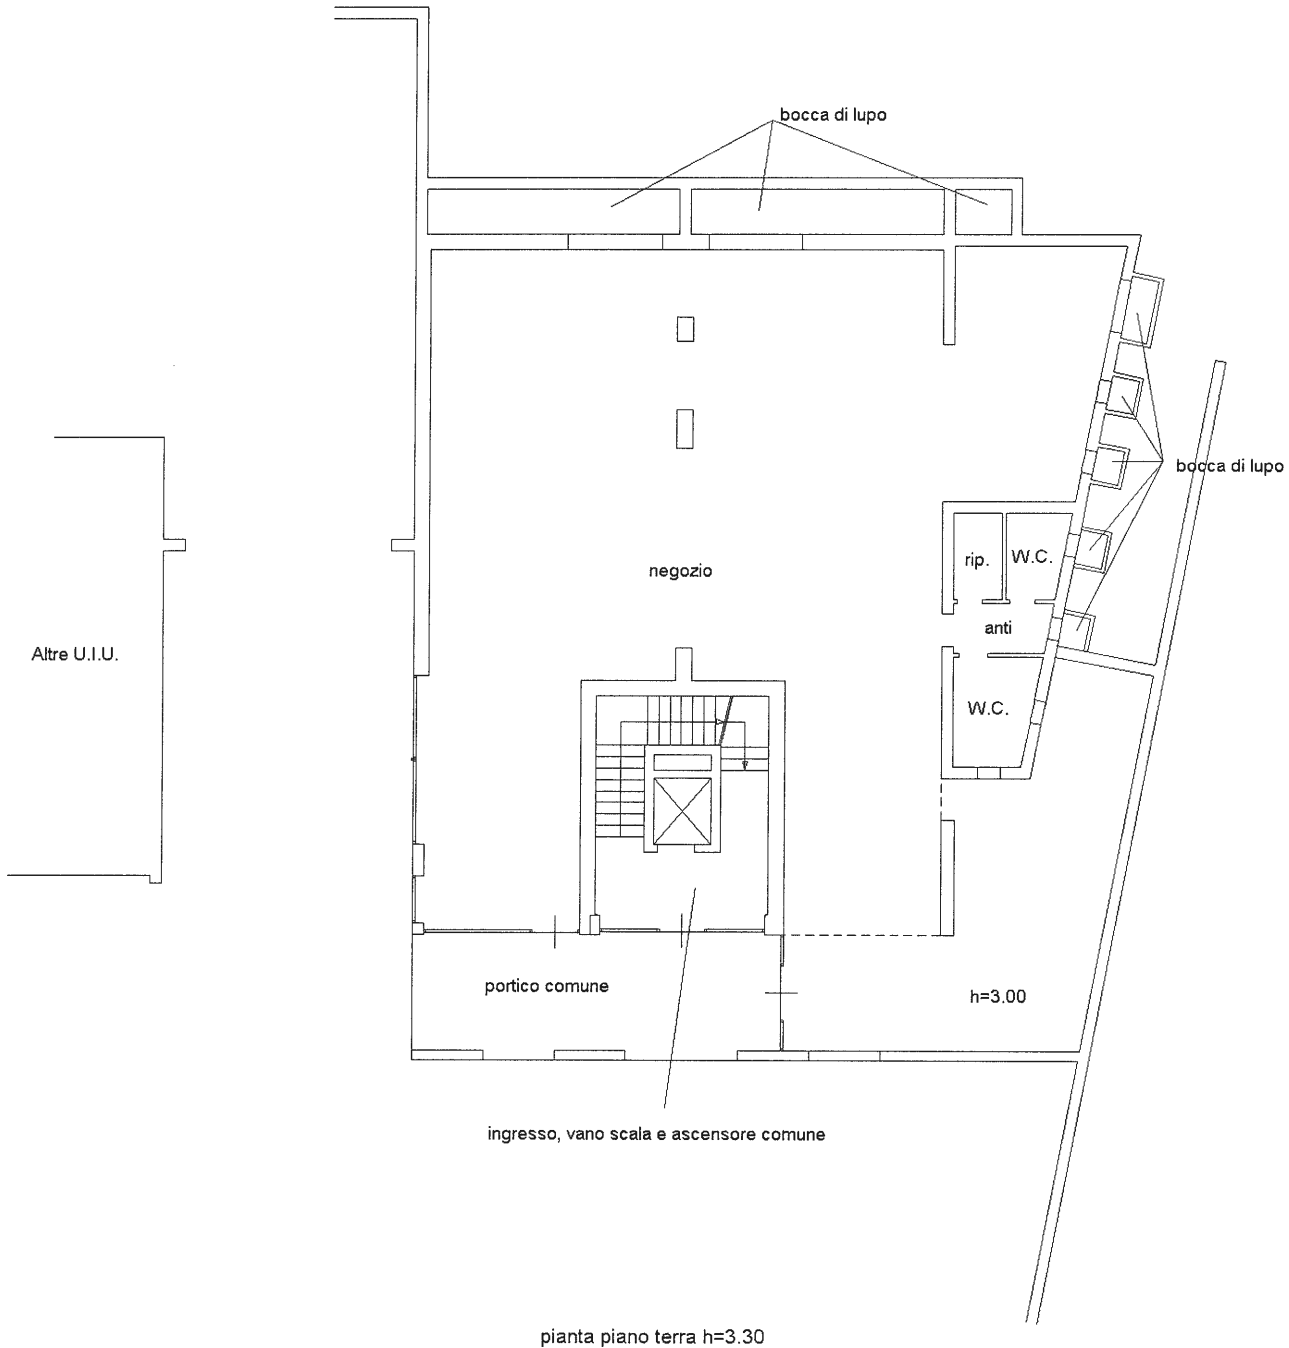 bocca di lupo
bocca di lupo
negozio
rip.
W.C.
anti
Altre U.I.U.
W.C.
portico comune
h=3.00
ingresso, vano scala e ascensore comune
pianta piano terra h=3.30